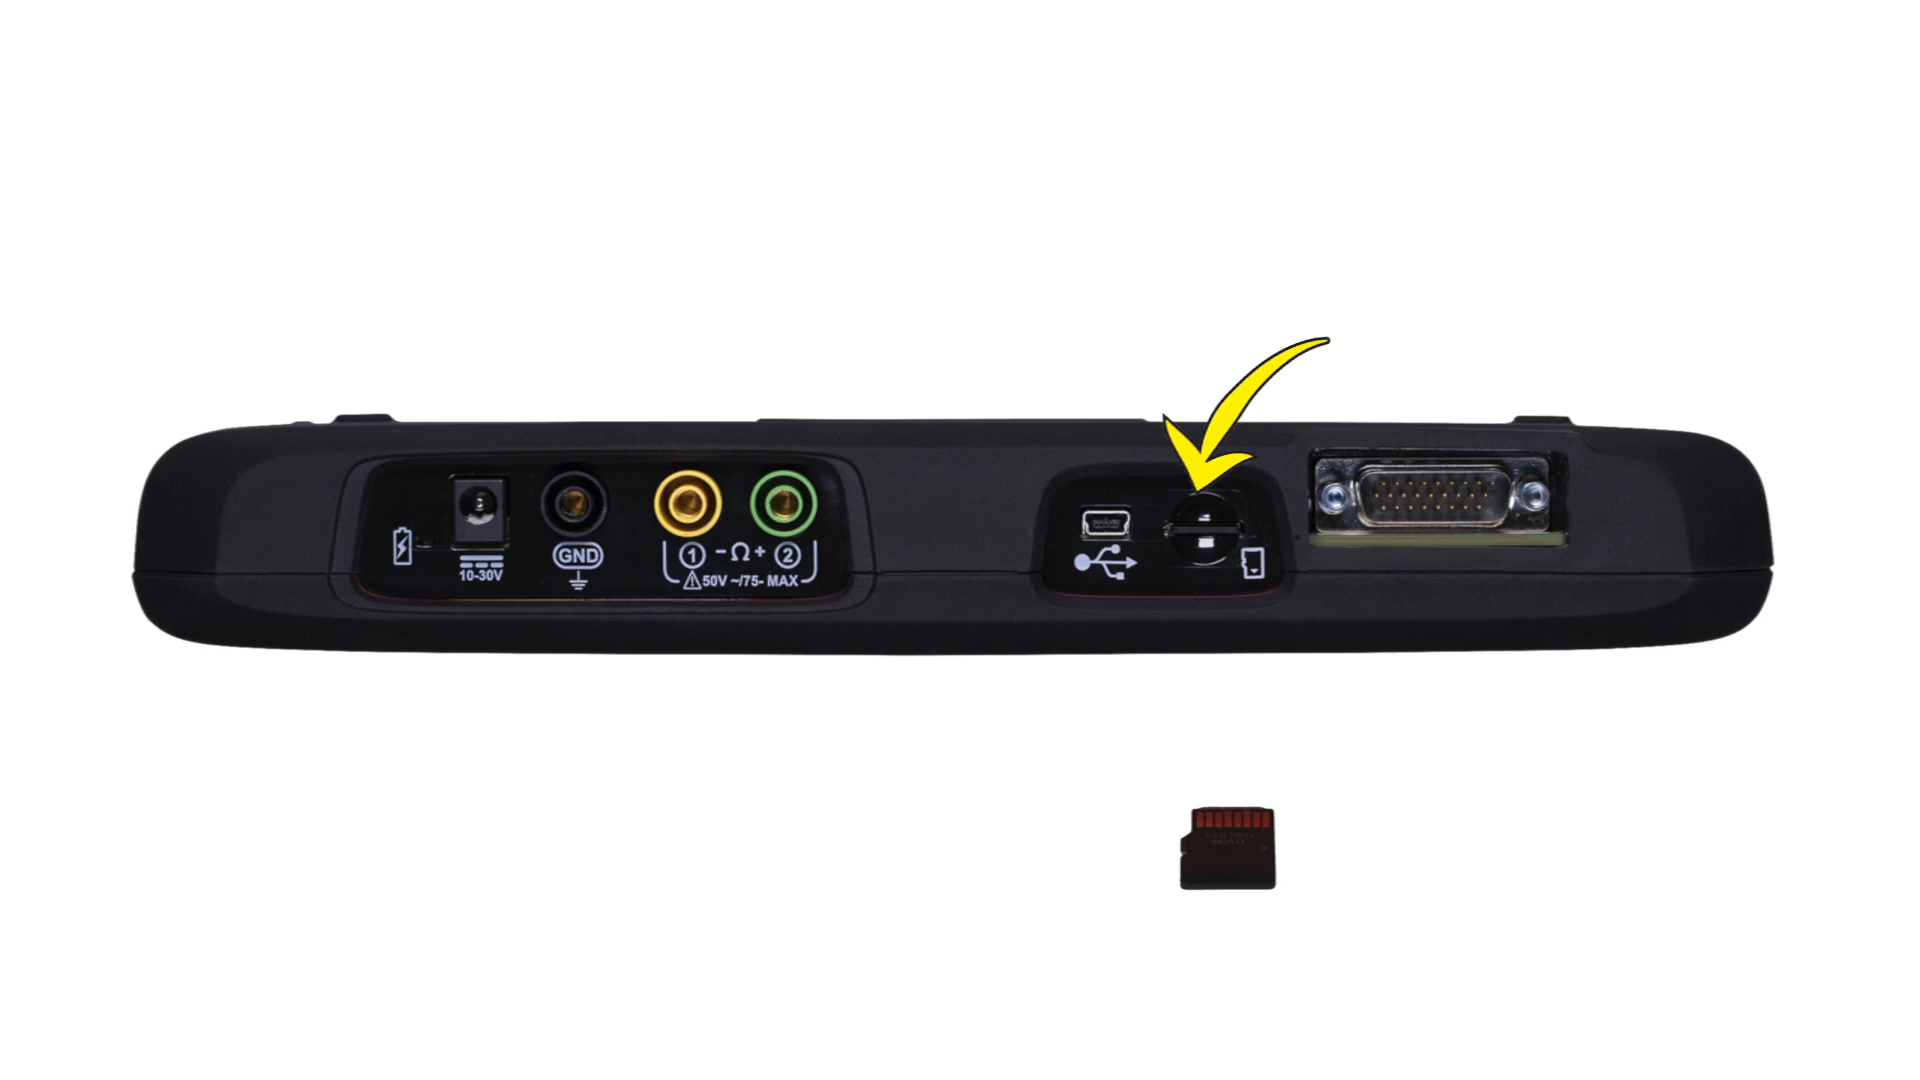 10-30V
GND
1 - Ω + 2
⚠ 50V ~/75- MAX